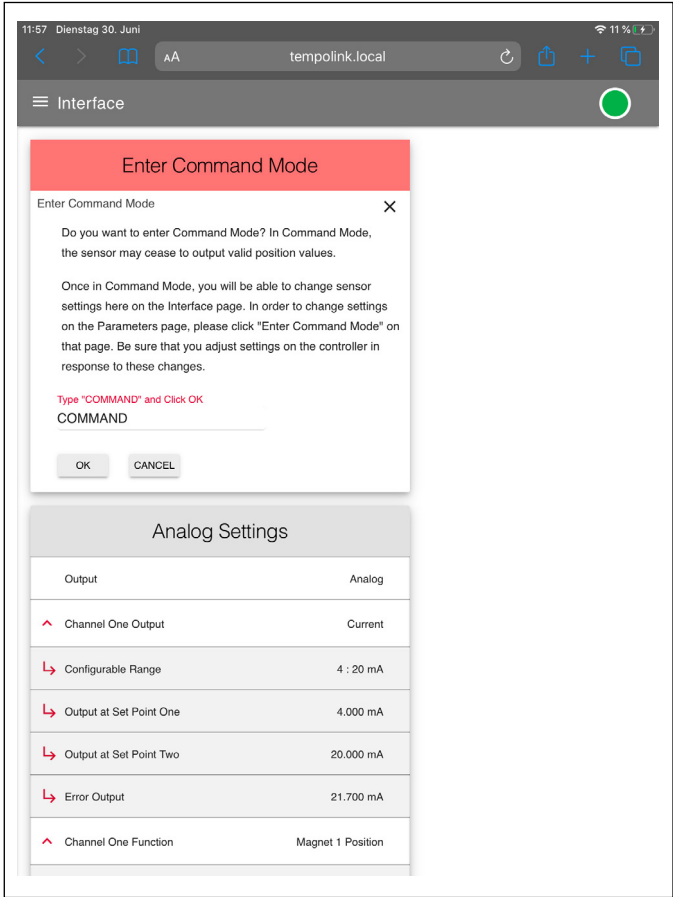 11:57 Dienstag 30. Juni
11 %
AA
tempolink.local
Interface
Enter Command Mode
Enter Command Mode
Do you want to enter Command Mode? In Command Mode,
the sensor may cease to output valid position values.
Once in Command Mode, you will be able to change sensor
settings here on the Interface page. In order to change settings
on the Parameters page, please click "Enter Command Mode" on
that page. Be sure that you adjust settings on the controller in
response to these changes.
Type "COMMAND" and Click OK
COMMAND
OK CANCEL
Analog Settings
Output Analog
Channel One Output Current
Configurable Range 4 : 20 mA
Output at Set Point One 4.000 mA
Output at Set Point Two 20.000 mA
Error Output 21.700 mA
Channel One Function Magnet 1 Position